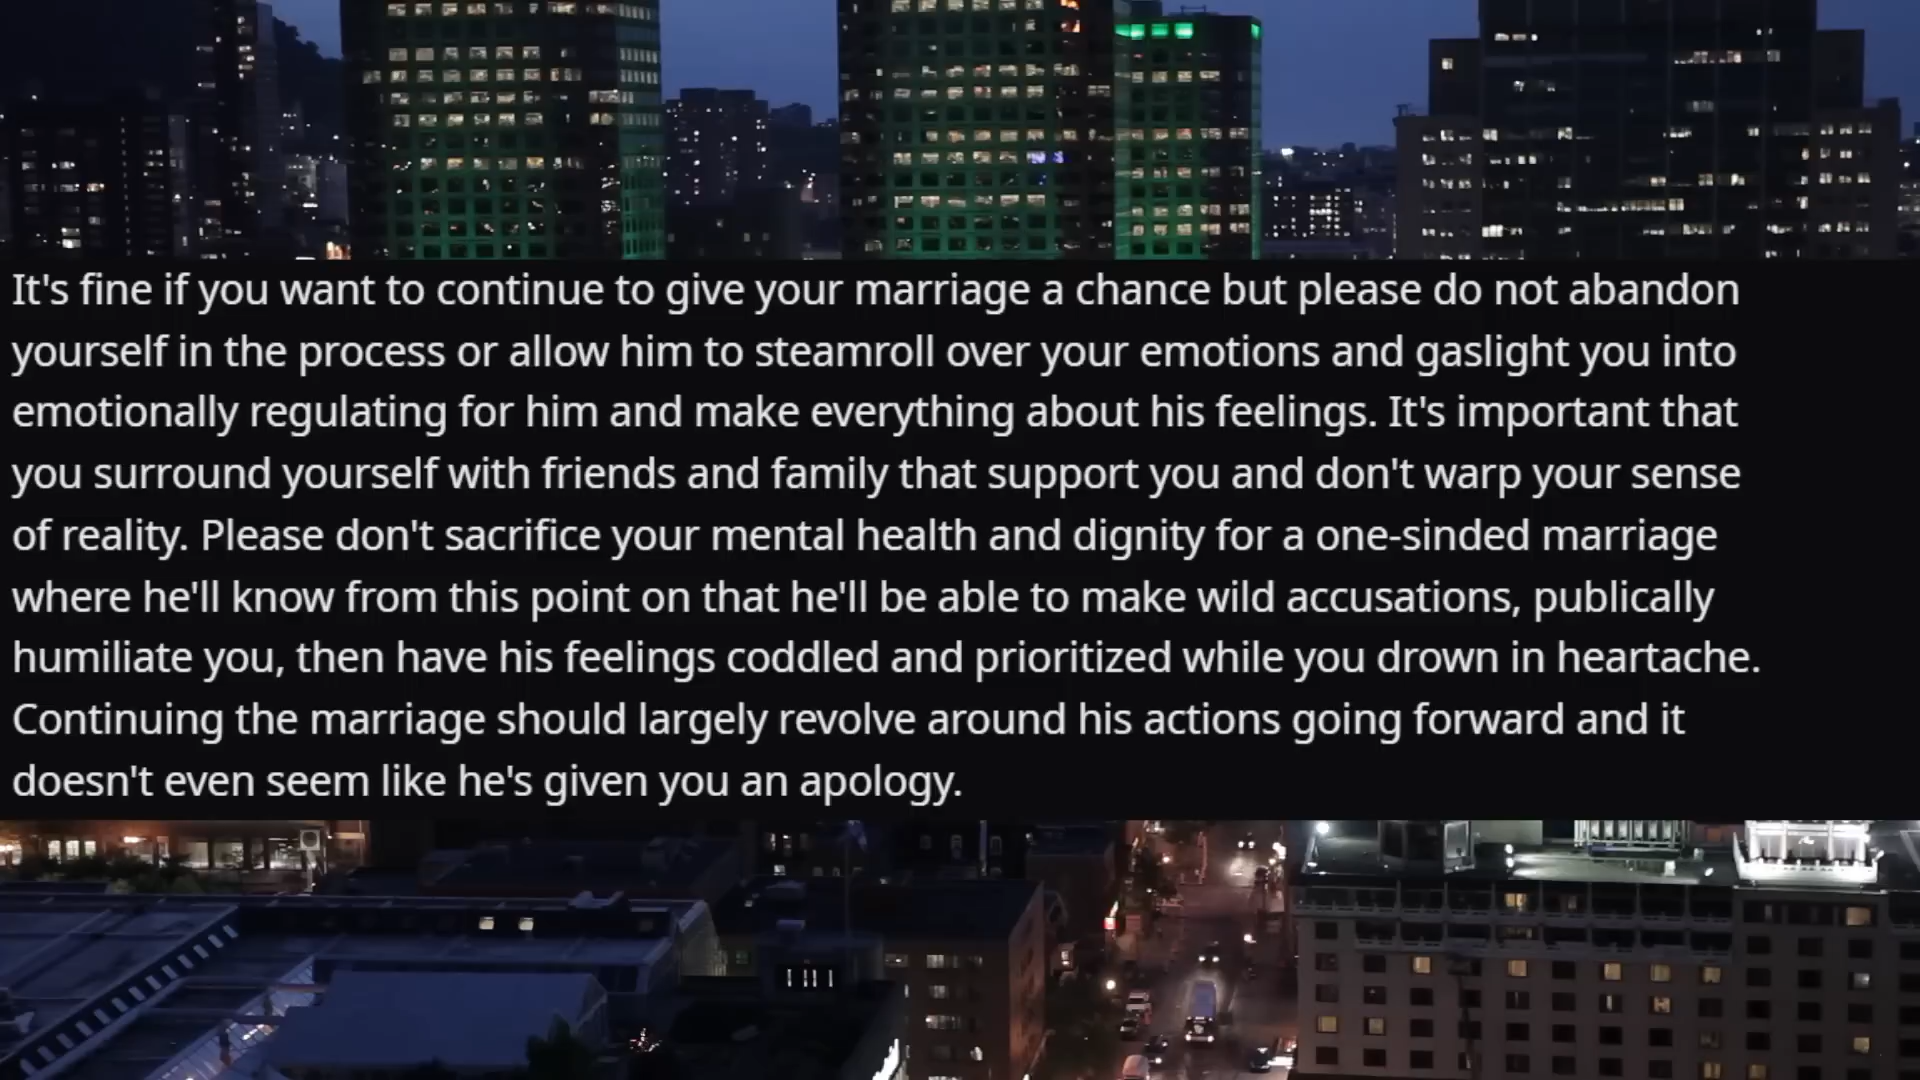 It's fine if you want to continue to give your marriage a chance but please do not abandon
yourself in the process or allow him to steamroll over your emotions and gaslight you into
emotionally regulating for him and make everything about his feelings. It's important that
you surround yourself with friends and family that support you and don't warp your sense
of reality. Please don't sacrifice your mental health and dignity for a one-sinded marriage
where he'll know from this point on that he'll be able to make wild accusations, publically
humiliate you, then have his feelings coddled and prioritized while you drown in heartache.
Continuing the marriage should largely revolve around his actions going forward and it
doesn't even seem like he's given you an apology.